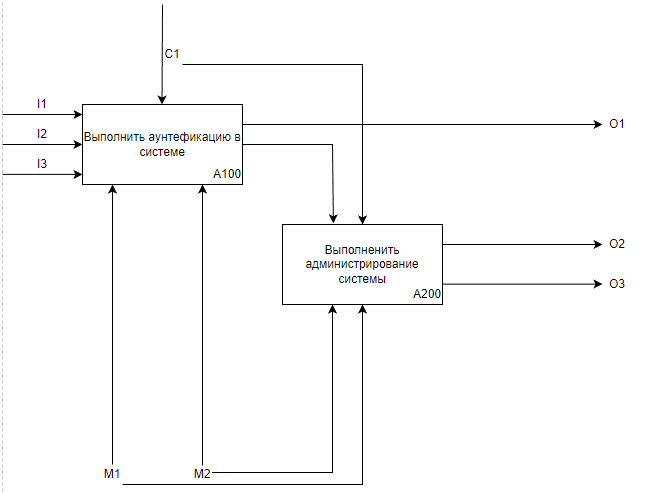 C1
I1
I2
I3
Выполнить аунтефикацию в
системе
A100
O1
Выполненить
администрирование
системы
A200
O2
O3
M1
M2